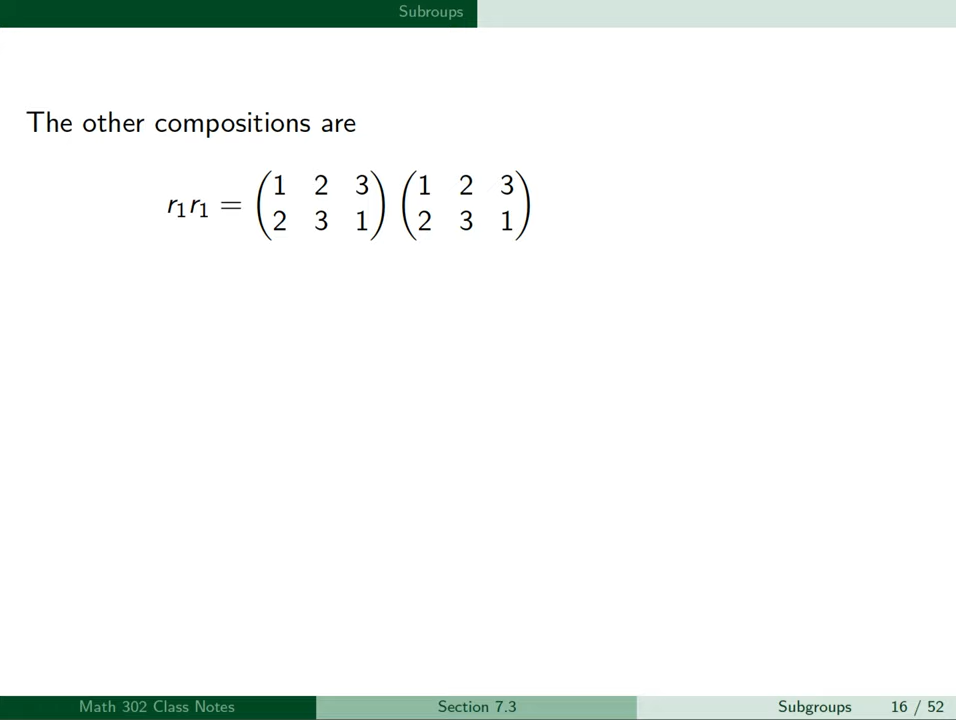 Subroups
The other compositions are
r₁r₁ = (1 2 3) (1 2 3)
(2 3 1) (2 3 1)
Math 302 Class Notes Section 7.3 Subgroups 16 / 52